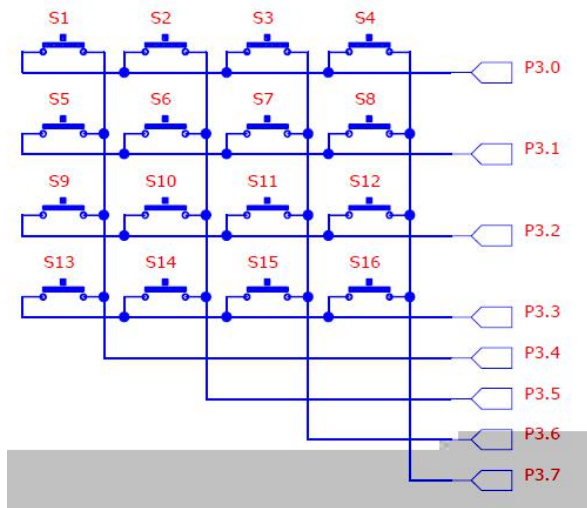 S1 S2 S3 S4
P3.0
S5 S6 S7 S8
P3.1
S9 S10 S11 S12
P3.2
S13 S14 S15 S16
P3.3
P3.4
P3.5
P3.6
P3.7